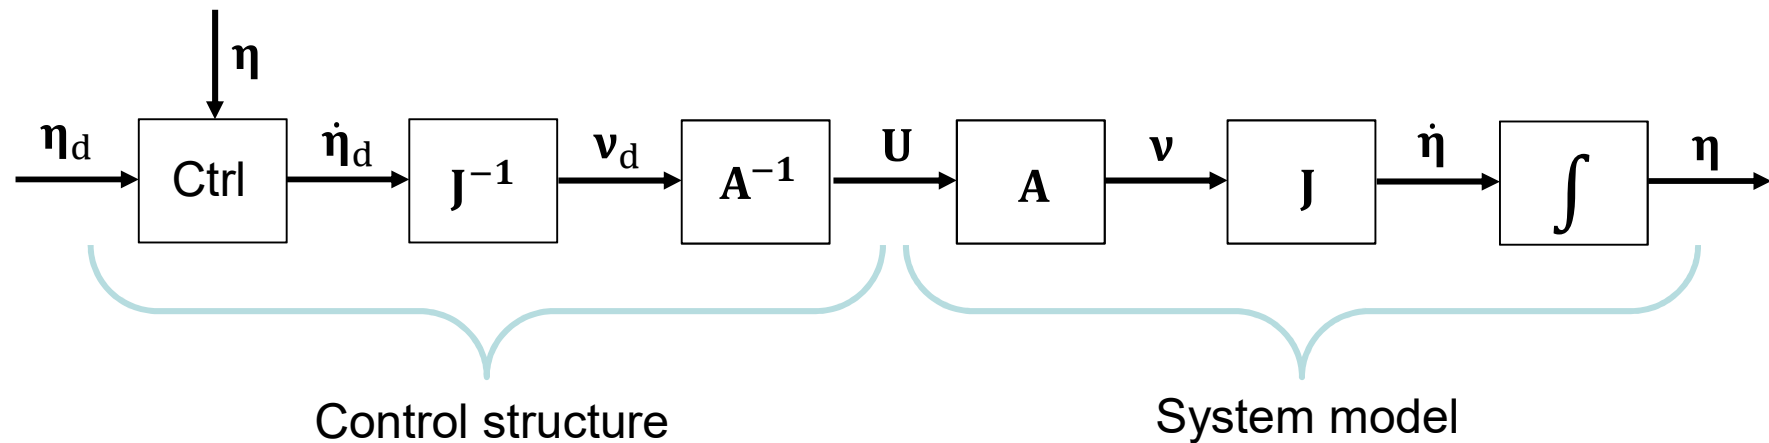 η
η_d
Ctrl
η̇_d
J⁻¹
ν_d
A⁻¹
U
A
ν
J
η̇
∫
η
Control structure
System model